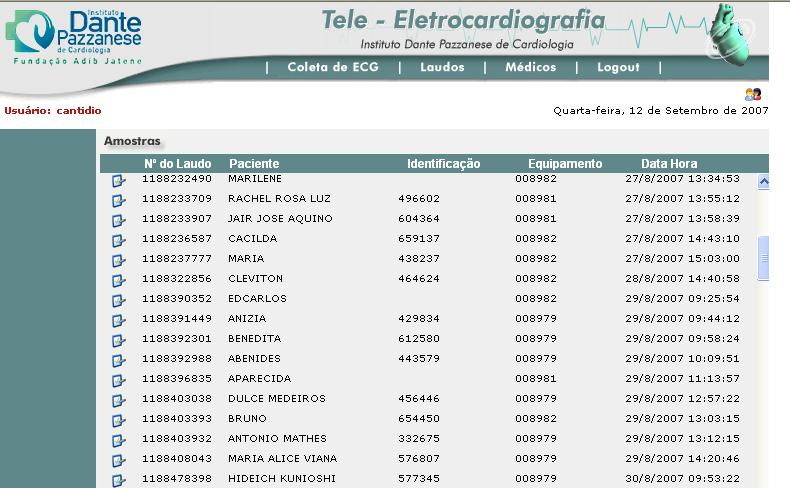 Instituto
Dante
Pazzanese
de Cardiologia
Fundação Adib Jatene
Tele - Eletrocardiografia
Instituto Dante Pazzanese de Cardiologia
| Coleta de ECG | Laudos | Médicos | Logout |
Usuário: cantidio
Quarta-feira, 12 de Setembro de 2007
Amostras
Nº do Laudo Paciente Identificação Equipamento Data Hora
1188232490 MARILENE 008982 27/8/2007 13:34:53
1188233709 RACHEL ROSA LUZ 496602 008981 27/8/2007 13:55:12
1188233907 JAIR JOSE AQUINO 604364 008981 27/8/2007 13:58:39
1188236587 CACILDA 659137 008982 27/8/2007 14:43:10
1188237777 MARIA 438237 008982 27/8/2007 15:03:00
1188322856 CLEVITON 464624 008982 28/8/2007 14:40:58
1188390352 EDCARLOS 008982 29/8/2007 09:25:54
1188391449 ANIZIA 429834 008979 29/8/2007 09:44:12
1188392301 BENEDITA 612580 008979 29/8/2007 09:58:24
1188392988 ABENIDES 443579 008979 29/8/2007 10:09:51
1188396835 APARECIDA 008981 29/8/2007 11:13:57
1188403038 DULCE MEDEIROS 456446 008979 29/8/2007 12:57:22
1188403393 BRUNO 654450 008982 29/8/2007 13:03:15
1188403932 ANTONIO MATHES 332675 008979 29/8/2007 13:12:15
1188408043 MARIA ALICE VIANA 576807 008979 29/8/2007 14:20:46
1188478398 HIDEICH KUNIOSHI 577345 008979 30/8/2007 09:53:22